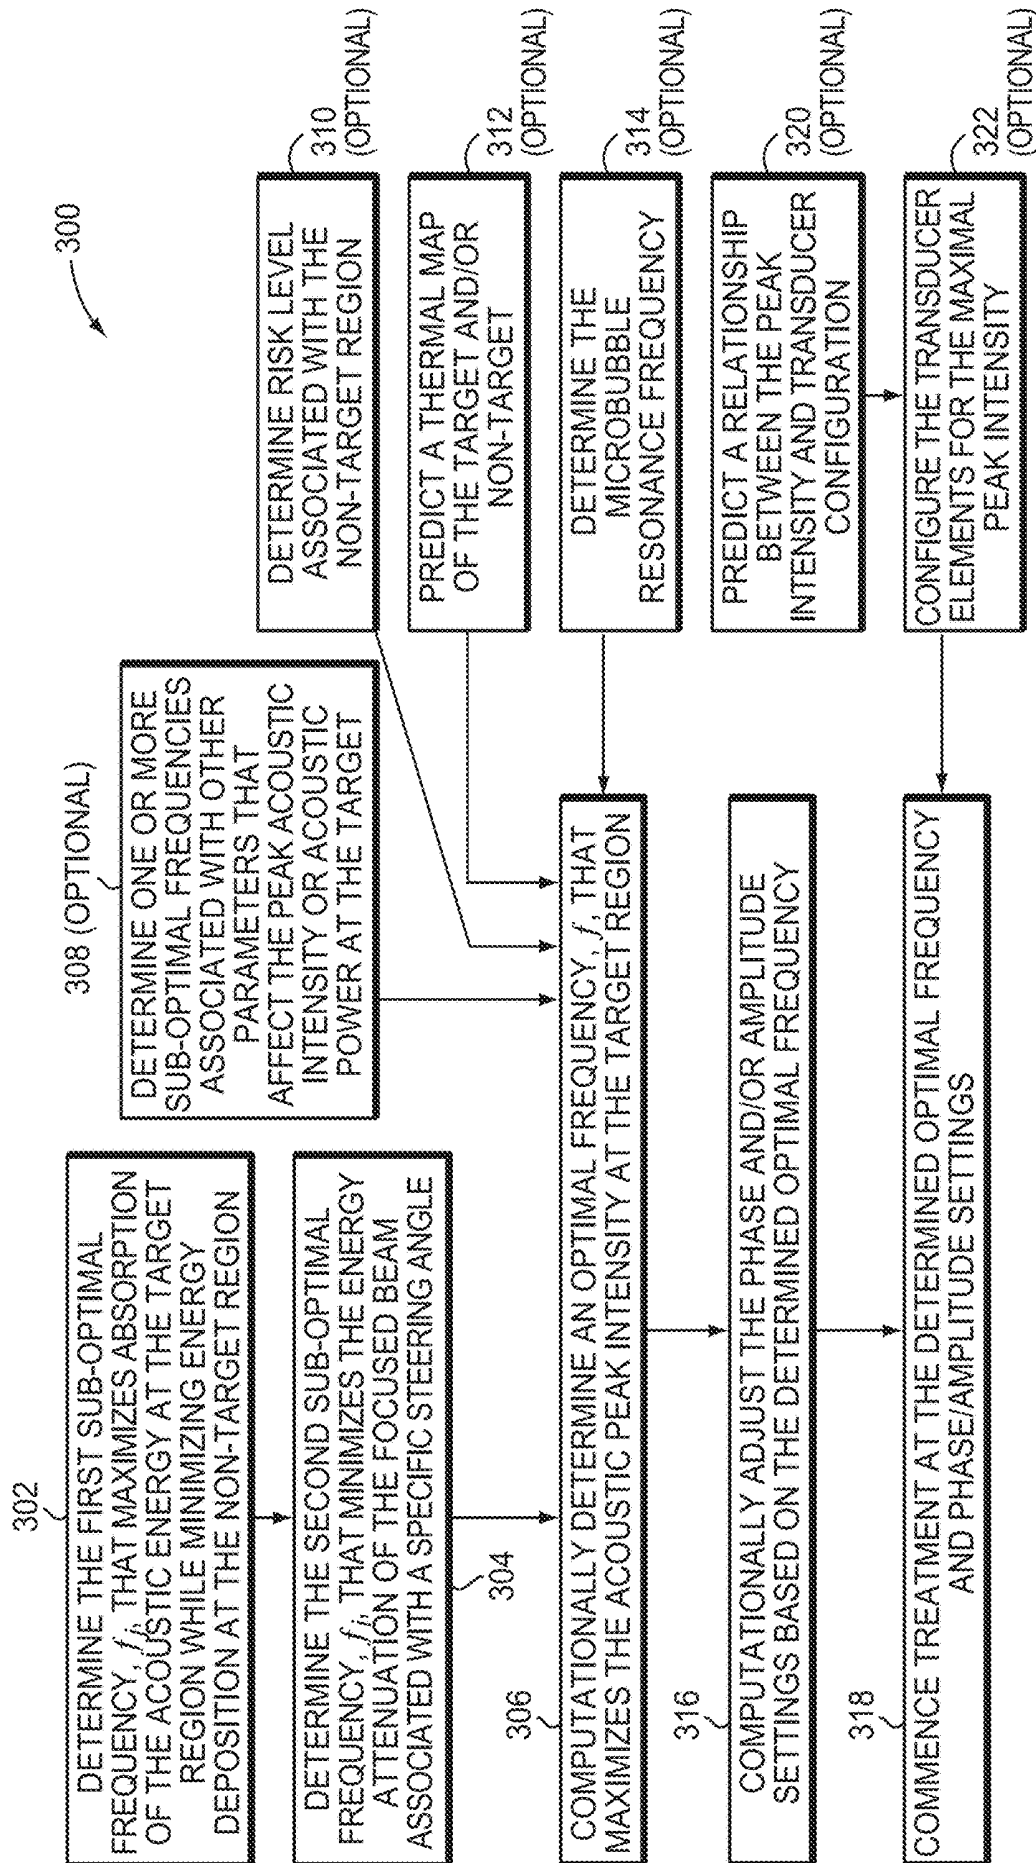 300
302
DETERMINE THE FIRST SUB-OPTIMAL
FREQUENCY, fj, THAT MAXIMIZES ABSORPTION
OF THE ACOUSTIC ENERGY AT THE TARGET
REGION WHILE MINIMIZING ENERGY
DEPOSITION AT THE NON-TARGET REGION
DETERMINE THE SECOND SUB-OPTIMAL
FREQUENCY, fj, THAT MINIMIZES THE ENERGY
ATTENUATION OF THE FOCUSED BEAM
ASSOCIATED WITH A SPECIFIC STEERING ANGLE
304
308 (OPTIONAL)
DETERMINE ONE OR MORE
SUB-OPTIMAL FREQUENCIES
ASSOCIATED WITH OTHER
PARAMETERS THAT
AFFECT THE PEAK ACOUSTIC
INTENSITY OR ACOUSTIC
POWER AT THE TARGET
DETERMINE RISK LEVEL
ASSOCIATED WITH THE
NON-TARGET REGION
310
(OPTIONAL)
PREDICT A THERMAL MAP
OF THE TARGET AND/OR
NON-TARGET
312
(OPTIONAL)
DETERMINE THE
MICROBUBBLE
RESONANCE FREQUENCY
314
(OPTIONAL)
306
COMPUTATIONALLY DETERMINE AN OPTIMAL FREQUENCY, f, THAT
MAXIMIZES THE ACOUSTIC PEAK INTENSITY AT THE TARGET REGION
316
COMPUTATIONALLY ADJUST THE PHASE AND/OR AMPLITUDE
SETTINGS BASED ON THE DETERMINED OPTIMAL FREQUENCY
PREDICT A RELATIONSHIP
BETWEEN THE PEAK
INTENSITY AND TRANSDUCER
CONFIGURATION
320
(OPTIONAL)
CONFIGURE THE TRANSDUCER
ELEMENTS FOR THE MAXIMAL
PEAK INTENSITY
322
(OPTIONAL)
318
COMMENCE TREATMENT AT THE DETERMINED OPTIMAL FREQUENCY
AND PHASE/AMPLITUDE SETTINGS